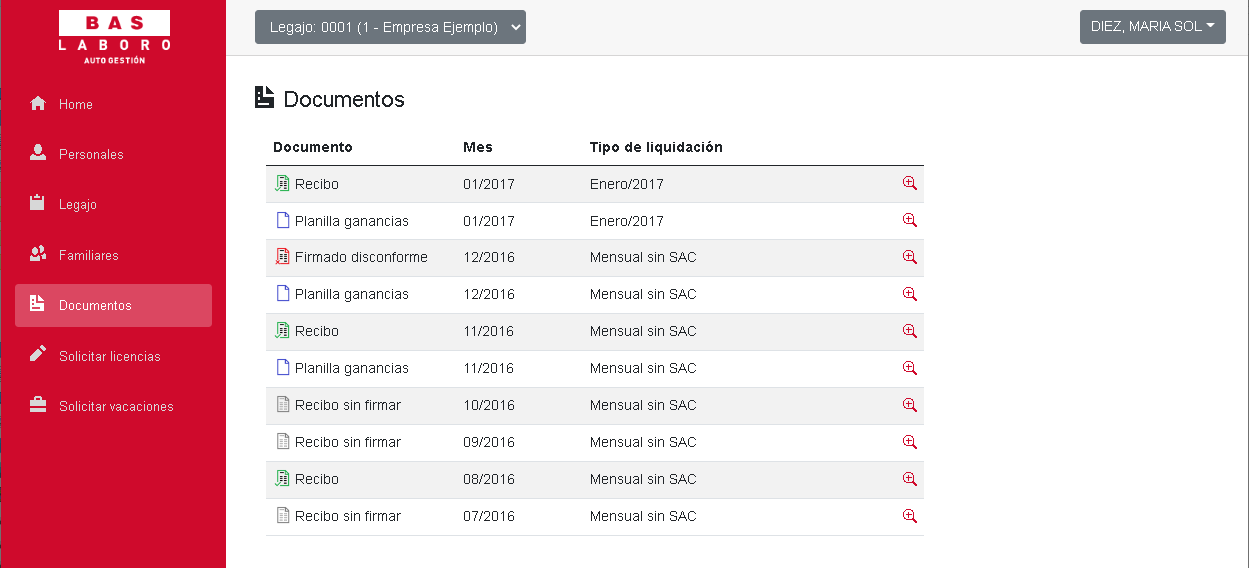 BAS
LABORO
AUTOGESTIÓN
Legajo: 0001 (1 - Empresa Ejemplo)
DIEZ, MARIA SOL
Home
Personales
Legajo
Familiares
Documentos
Solicitar licencias
Solicitar vacaciones
Documentos
Documento Mes Tipo de liquidación
Recibo 01/2017 Enero/2017
Planilla ganancias 01/2017 Enero/2017
Firmado disconforme 12/2016 Mensual sin SAC
Planilla ganancias 12/2016 Mensual sin SAC
Recibo 11/2016 Mensual sin SAC
Planilla ganancias 11/2016 Mensual sin SAC
Recibo sin firmar 10/2016 Mensual sin SAC
Recibo sin firmar 09/2016 Mensual sin SAC
Recibo 08/2016 Mensual sin SAC
Recibo sin firmar 07/2016 Mensual sin SAC